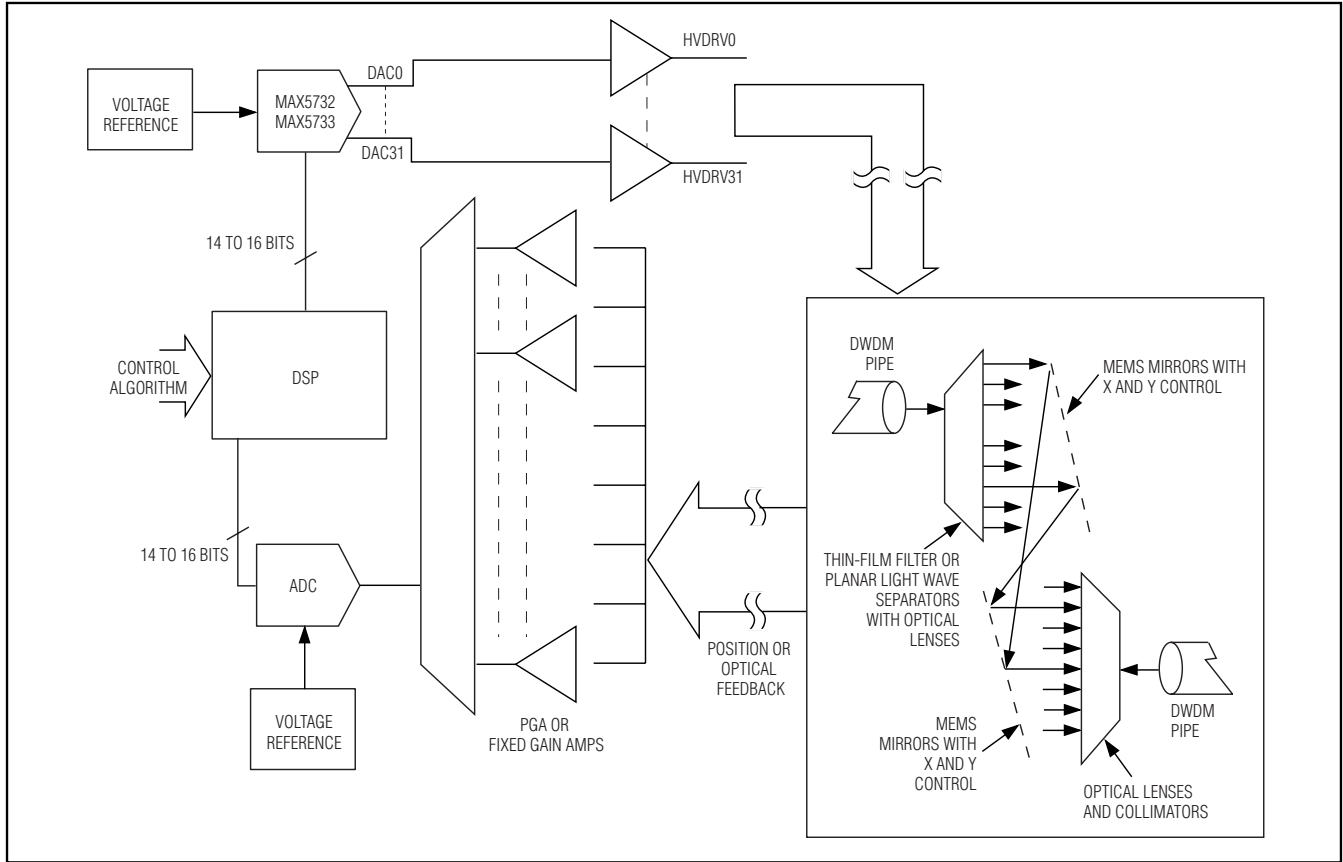 VOLTAGE
REFERENCE
MAX5732
MAX5733
DAC0
DAC31
HVDRV0
HVDRV31
14 TO 16 BITS
CONTROL
ALGORITHM
DSP
14 TO 16 BITS
ADC
VOLTAGE
REFERENCE
PGA OR
FIXED GAIN AMPS
POSITION OR
OPTICAL
FEEDBACK
DWDM
PIPE
MEMS MIRRORS WITH
X AND Y CONTROL
THIN-FILM FILTER OR
PLANAR LIGHT WAVE
SEPARATORS
WITH OPTICAL
LENSES
MEMS
MIRRORS WITH
X AND Y
CONTROL
DWDM
PIPE
OPTICAL LENSES
AND COLLIMATORS